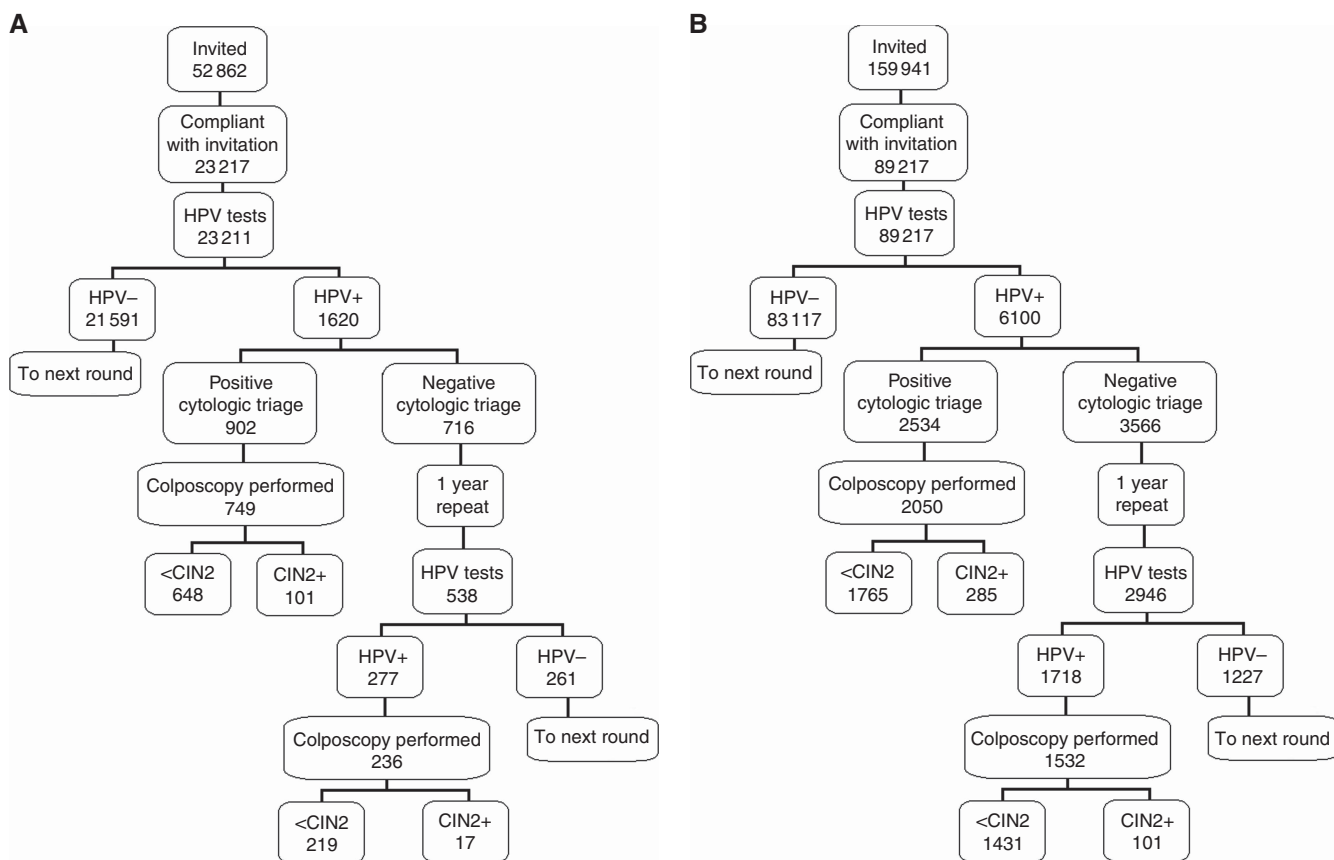 A
Invited
52 862
Compliant
with invitation
23 217
HPV tests
23 211
HPV–
21 591
HPV+
1620
To next round
Positive
cytologic triage
902
Negative
cytologic triage
716
Colposcopy performed
749
1 year
repeat
<CIN2
648
CIN2+
101
HPV tests
538
HPV+
277
HPV–
261
Colposcopy performed
236
To next round
<CIN2
219
CIN2+
17
B
Invited
159 941
Compliant
with invitation
89 217
HPV tests
89 217
HPV–
83 117
HPV+
6100
To next round
Positive
cytologic triage
2534
Negative
cytologic triage
3566
Colposcopy performed
2050
1 year
repeat
<CIN2
1765
CIN2+
285
HPV tests
2946
HPV+
1718
HPV–
1227
Colposcopy performed
1532
To next round
<CIN2
1431
CIN2+
101